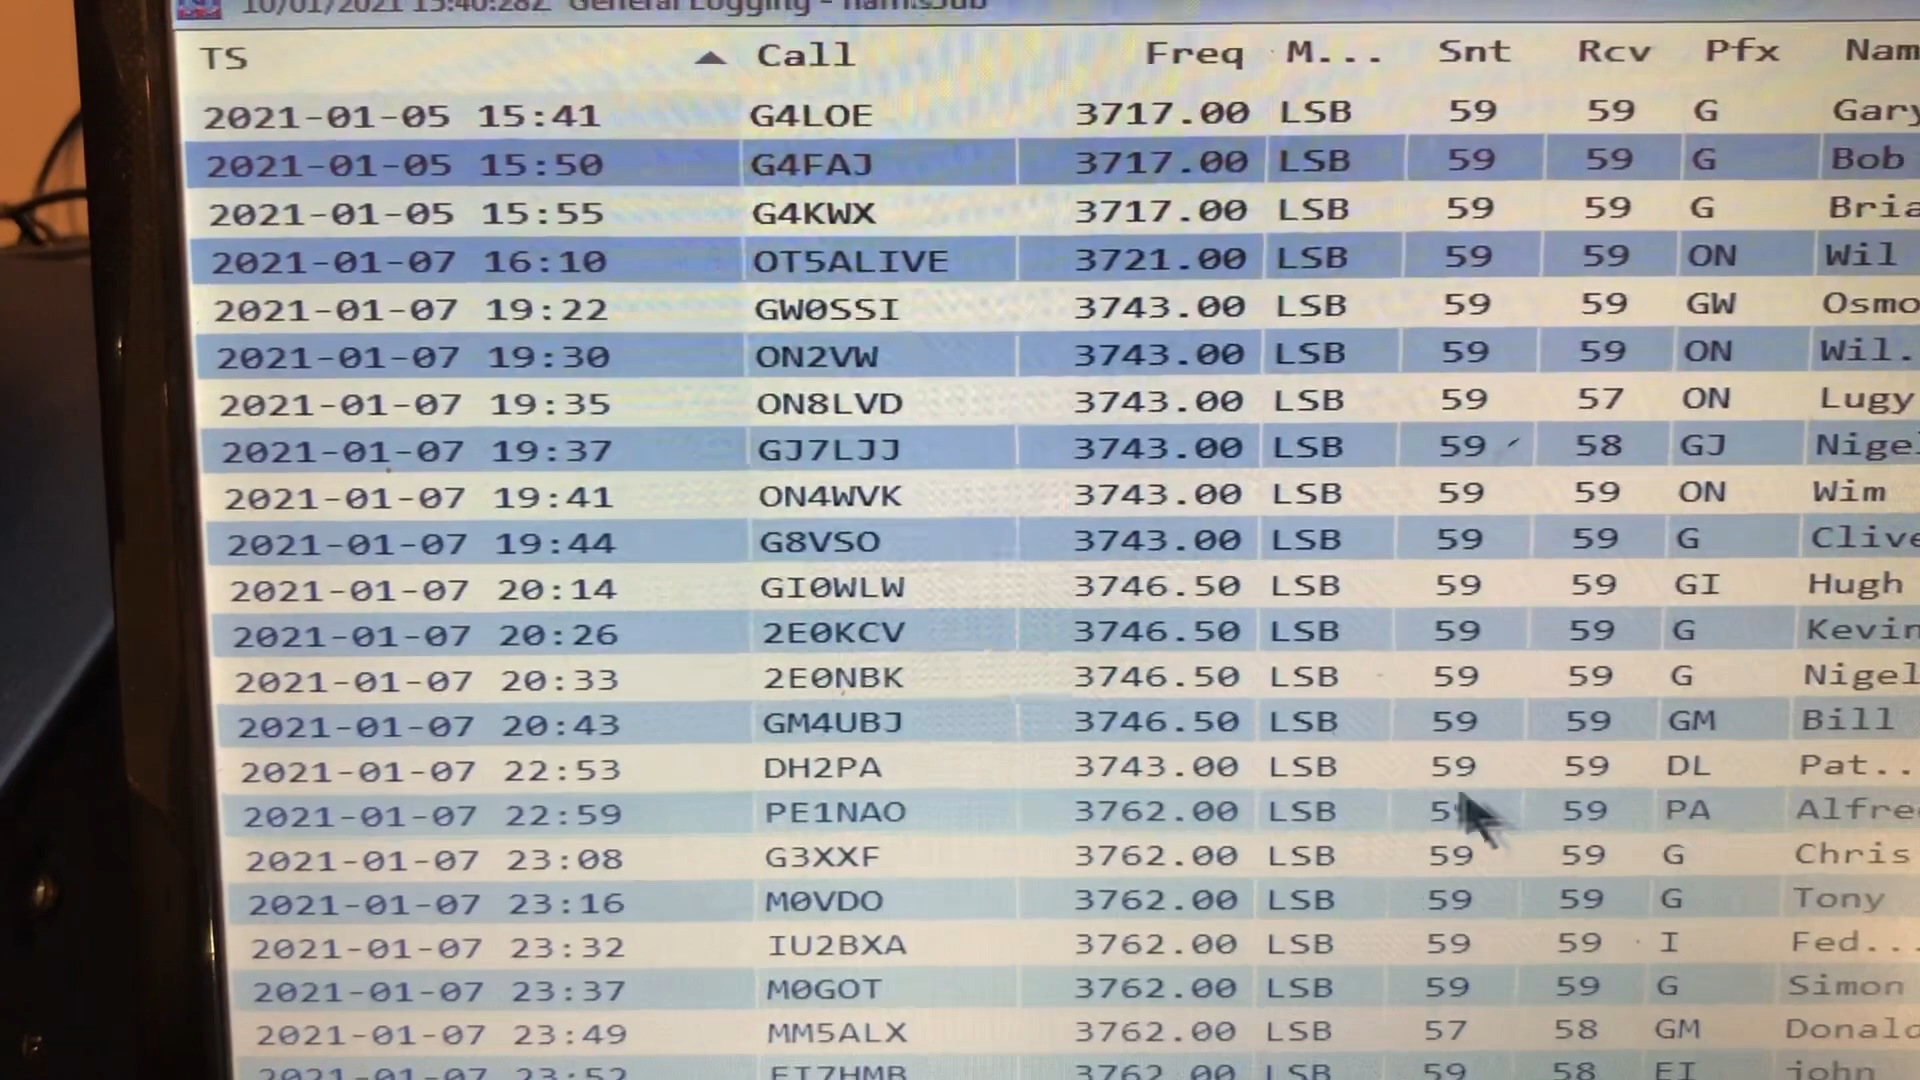 10/01/2021 15:40:28Z General Logging -
TS Call Freq M... Snt Rcv Pfx Nam
2021-01-05 15:41 G4LOE 3717.00 LSB 59 59 G Gary
2021-01-05 15:50 G4FAJ 3717.00 LSB 59 59 G Bob
2021-01-05 15:55 G4KWX 3717.00 LSB 59 59 G Bria
2021-01-07 16:10 OT5ALIVE 3721.00 LSB 59 59 ON Wil
2021-01-07 19:22 GW0SSI 3743.00 LSB 59 59 GW Osmo
2021-01-07 19:30 ON2VW 3743.00 LSB 59 59 ON Wil.
2021-01-07 19:35 ON8LVD 3743.00 LSB 59 57 ON Lugy
2021-01-07 19:37 GJ7LJJ 3743.00 LSB 59 58 GJ Nigel
2021-01-07 19:41 ON4WVK 3743.00 LSB 59 59 ON Wim
2021-01-07 19:44 G8VSO 3743.00 LSB 59 59 G Clive
2021-01-07 20:14 GI0WLW 3746.50 LSB 59 59 GI Hugh
2021-01-07 20:26 2E0KCV 3746.50 LSB 59 59 G Kevin
2021-01-07 20:33 2E0NBK 3746.50 LSB 59 59 G Nigel
2021-01-07 20:43 GM4UBJ 3746.50 LSB 59 59 GM Bill
2021-01-07 22:53 DH2PA 3743.00 LSB 59 59 DL Pat..
2021-01-07 22:59 PE1NAO 3762.00 LSB 59 59 PA Alfre
2021-01-07 23:08 G3XXF 3762.00 LSB 59 59 G Chris
2021-01-07 23:16 M0VDO 3762.00 LSB 59 59 G Tony
2021-01-07 23:32 IU2BXA 3762.00 LSB 59 59 I Fed...
2021-01-07 23:37 M0GOT 3762.00 LSB 59 59 G Simon
2021-01-07 23:49 MM5ALX 3762.00 LSB 57 58 GM Donald
2021-01-07 23:52 EI7HMB 3762.00 LSB 59 58 EI john